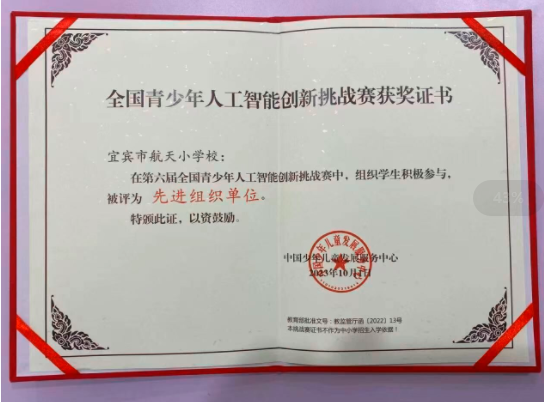 全国青少年人工智能创新挑战赛获奖证书
宜宾市航天小学校：
在第六届全国青少年人工智能创新挑战赛中，组织学生积极参与，
被评为 先进组织单位。
特颁此证，以资鼓励。
中国少年儿童发展服务中心
2023年10月
教育部批准文号：教监管厅函〔2022〕13号
本挑战赛证书不作为中小学招生入学依据！
43%